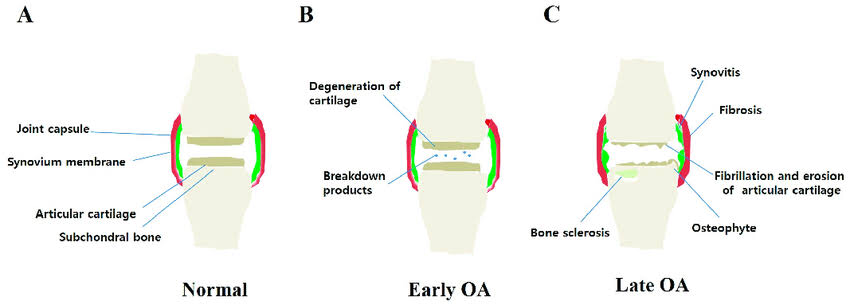 A
Joint capsule
Synovium membrane
Articular cartilage
Subchondral bone
Normal
B
Degeneration of
cartilage
Breakdown
products
Early OA
C
Synovitis
Fibrosis
Fibrillation and erosion
of articular cartilage
Osteophyte
Bone sclerosis
Late OA